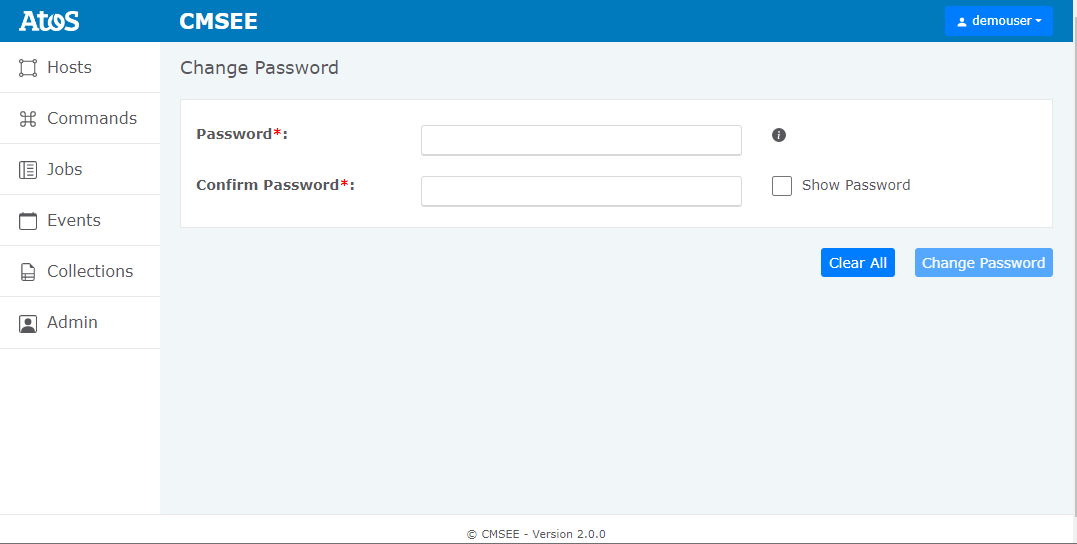 Atos
CMSEE
demouser
Hosts
Commands
Jobs
Events
Collections
Admin
Change Password
Password*:
i
Confirm Password*:
Show Password
Clear All
Change Password
© CMSEE - Version 2.0.0